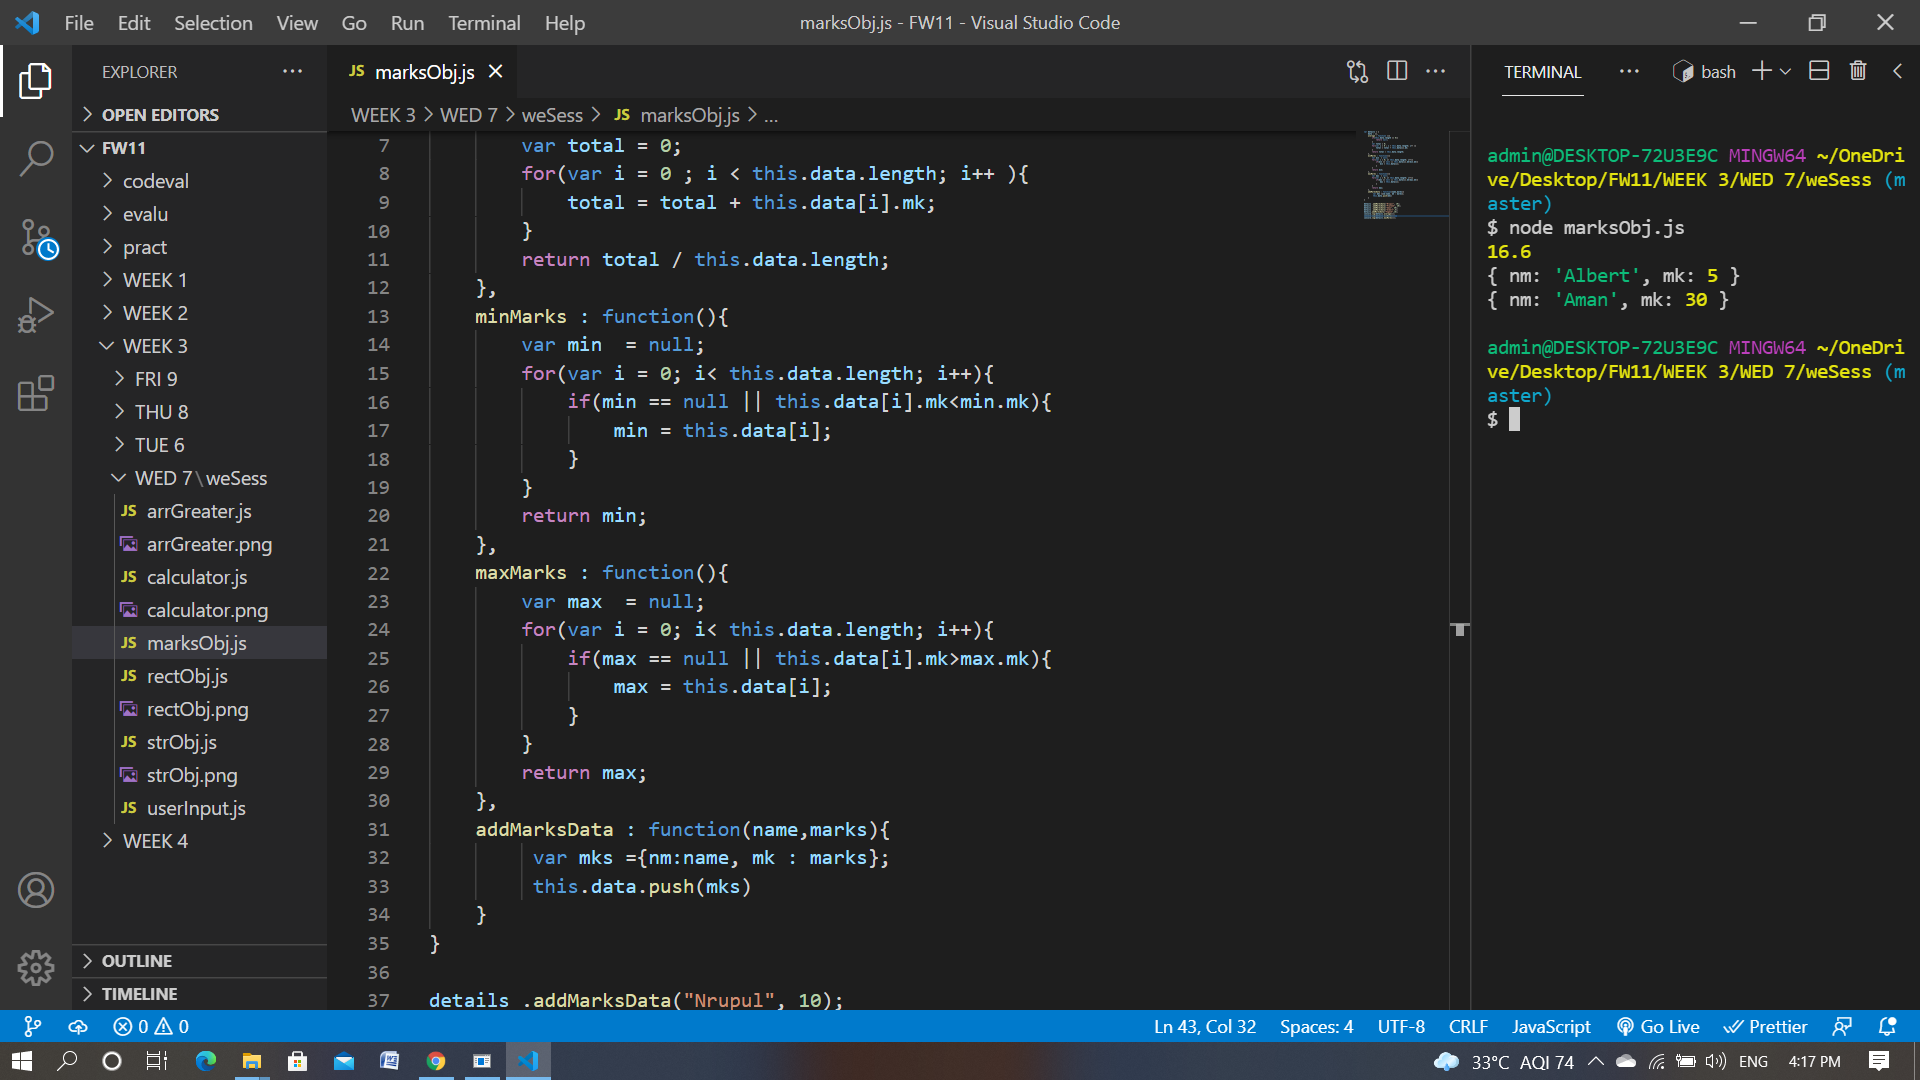 File Edit Selection View Go Run Terminal Help
marksObj.js - FW11 - Visual Studio Code
EXPLORER
OPEN EDITORS
FW11
codeval
evalu
pract
WEEK 1
WEEK 2
WEEK 3
FRI 9
THU 8
TUE 6
WED 7\weSess
JS arrGreater.js
arrGreater.png
JS calculator.js
calculator.png
JS marksObj.js
JS rectObj.js
rectObj.png
JS strObj.js
strObj.png
JS userInput.js
WEEK 4
OUTLINE
TIMELINE
JS marksObj.js
WEEK 3 > WED 7 > weSess > JS marksObj.js > ...
7 var total = 0;
8 for(var i = 0 ; i < this.data.length; i++ ){
9 total = total + this.data[i].mk;
10 }
11 return total / this.data.length;
12 },
13 minMarks : function(){
14 var min  = null;
15 for(var i = 0; i< this.data.length; i++){
16 if(min == null || this.data[i].mk<min.mk){
17 min = this.data[i];
18 }
19 }
20 return min;
21 },
22 maxMarks : function(){
23 var max  = null;
24 for(var i = 0; i< this.data.length; i++){
25 if(max == null || this.data[i].mk>max.mk){
26 max = this.data[i];
27 }
28 }
29 return max;
30 },
31 addMarksData : function(name,marks){
32 var mks ={nm:name, mk : marks};
33 this.data.push(mks)
34 }
35 }
36
37 details .addMarksData("Nrupul", 10);
TERMINAL
bash
admin@DESKTOP-72U3E9C MINGW64 ~/OneDri
ve/Desktop/FW11/WEEK 3/WED 7/weSess (m
aster)
$ node marksObj.js
16.6
{ nm: 'Albert', mk: 5 }
{ nm: 'Aman', mk: 30 }
admin@DESKTOP-72U3E9C MINGW64 ~/OneDri
ve/Desktop/FW11/WEEK 3/WED 7/weSess (m
aster)
$
0 0
Ln 43, Col 32 Spaces: 4 UTF-8 CRLF JavaScript Go Live Prettier
33°C AQI 74 ENG 4:17 PM